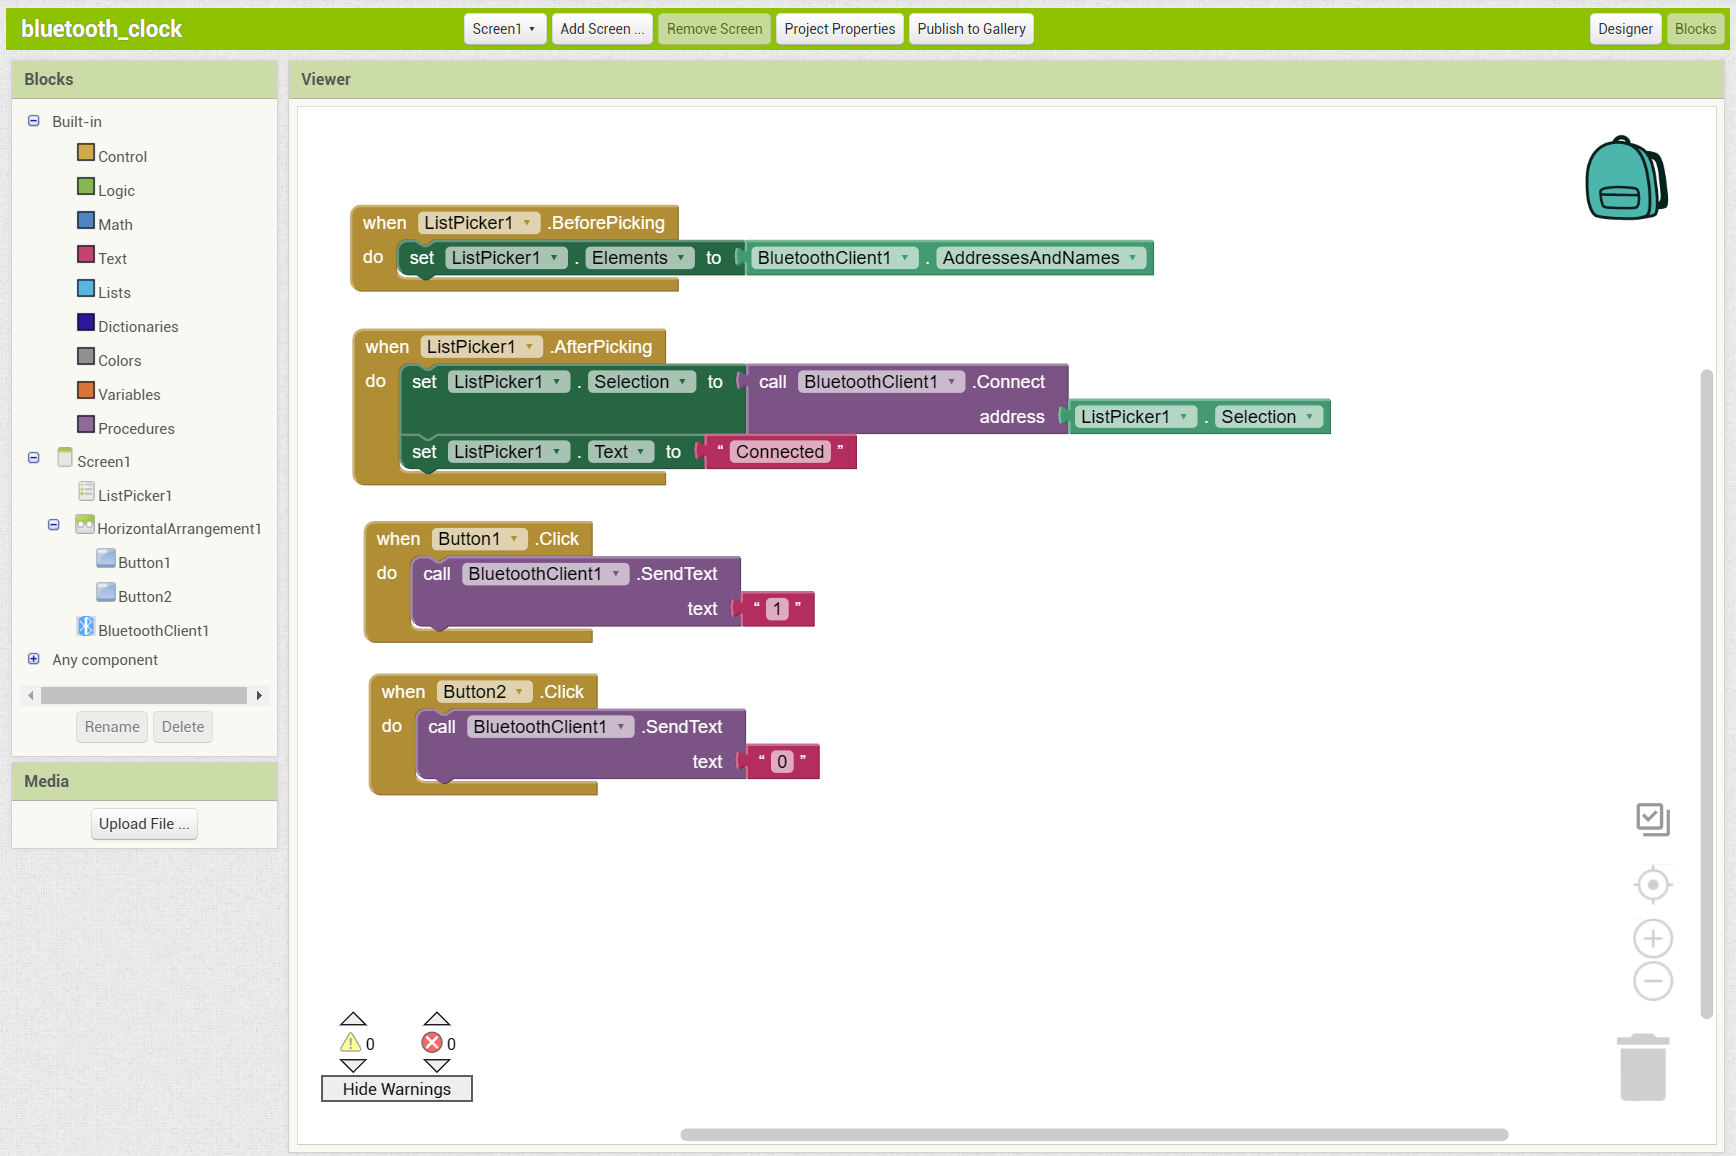 bluetooth_clock
Screen1
Add Screen ...
Remove Screen
Project Properties
Publish to Gallery
Designer
Blocks
Blocks
Built-in
Control
Logic
Math
Text
Lists
Dictionaries
Colors
Variables
Procedures
Screen1
ListPicker1
HorizontalArrangement1
Button1
Button2
BluetoothClient1
Any component
Rename
Delete
Media
Upload File ...
Viewer
when ListPicker1 .BeforePicking
do set ListPicker1 . Elements to BluetoothClient1 . AddressesAndNames
when ListPicker1 .AfterPicking
do set ListPicker1 . Selection to call BluetoothClient1 .Connect
address ListPicker1 . Selection
set ListPicker1 . Text to “ Connected ”
when Button1 .Click
do call BluetoothClient1 .SendText
text “ 1 ”
when Button2 .Click
do call BluetoothClient1 .SendText
text “ 0 ”
0 0
Hide Warnings